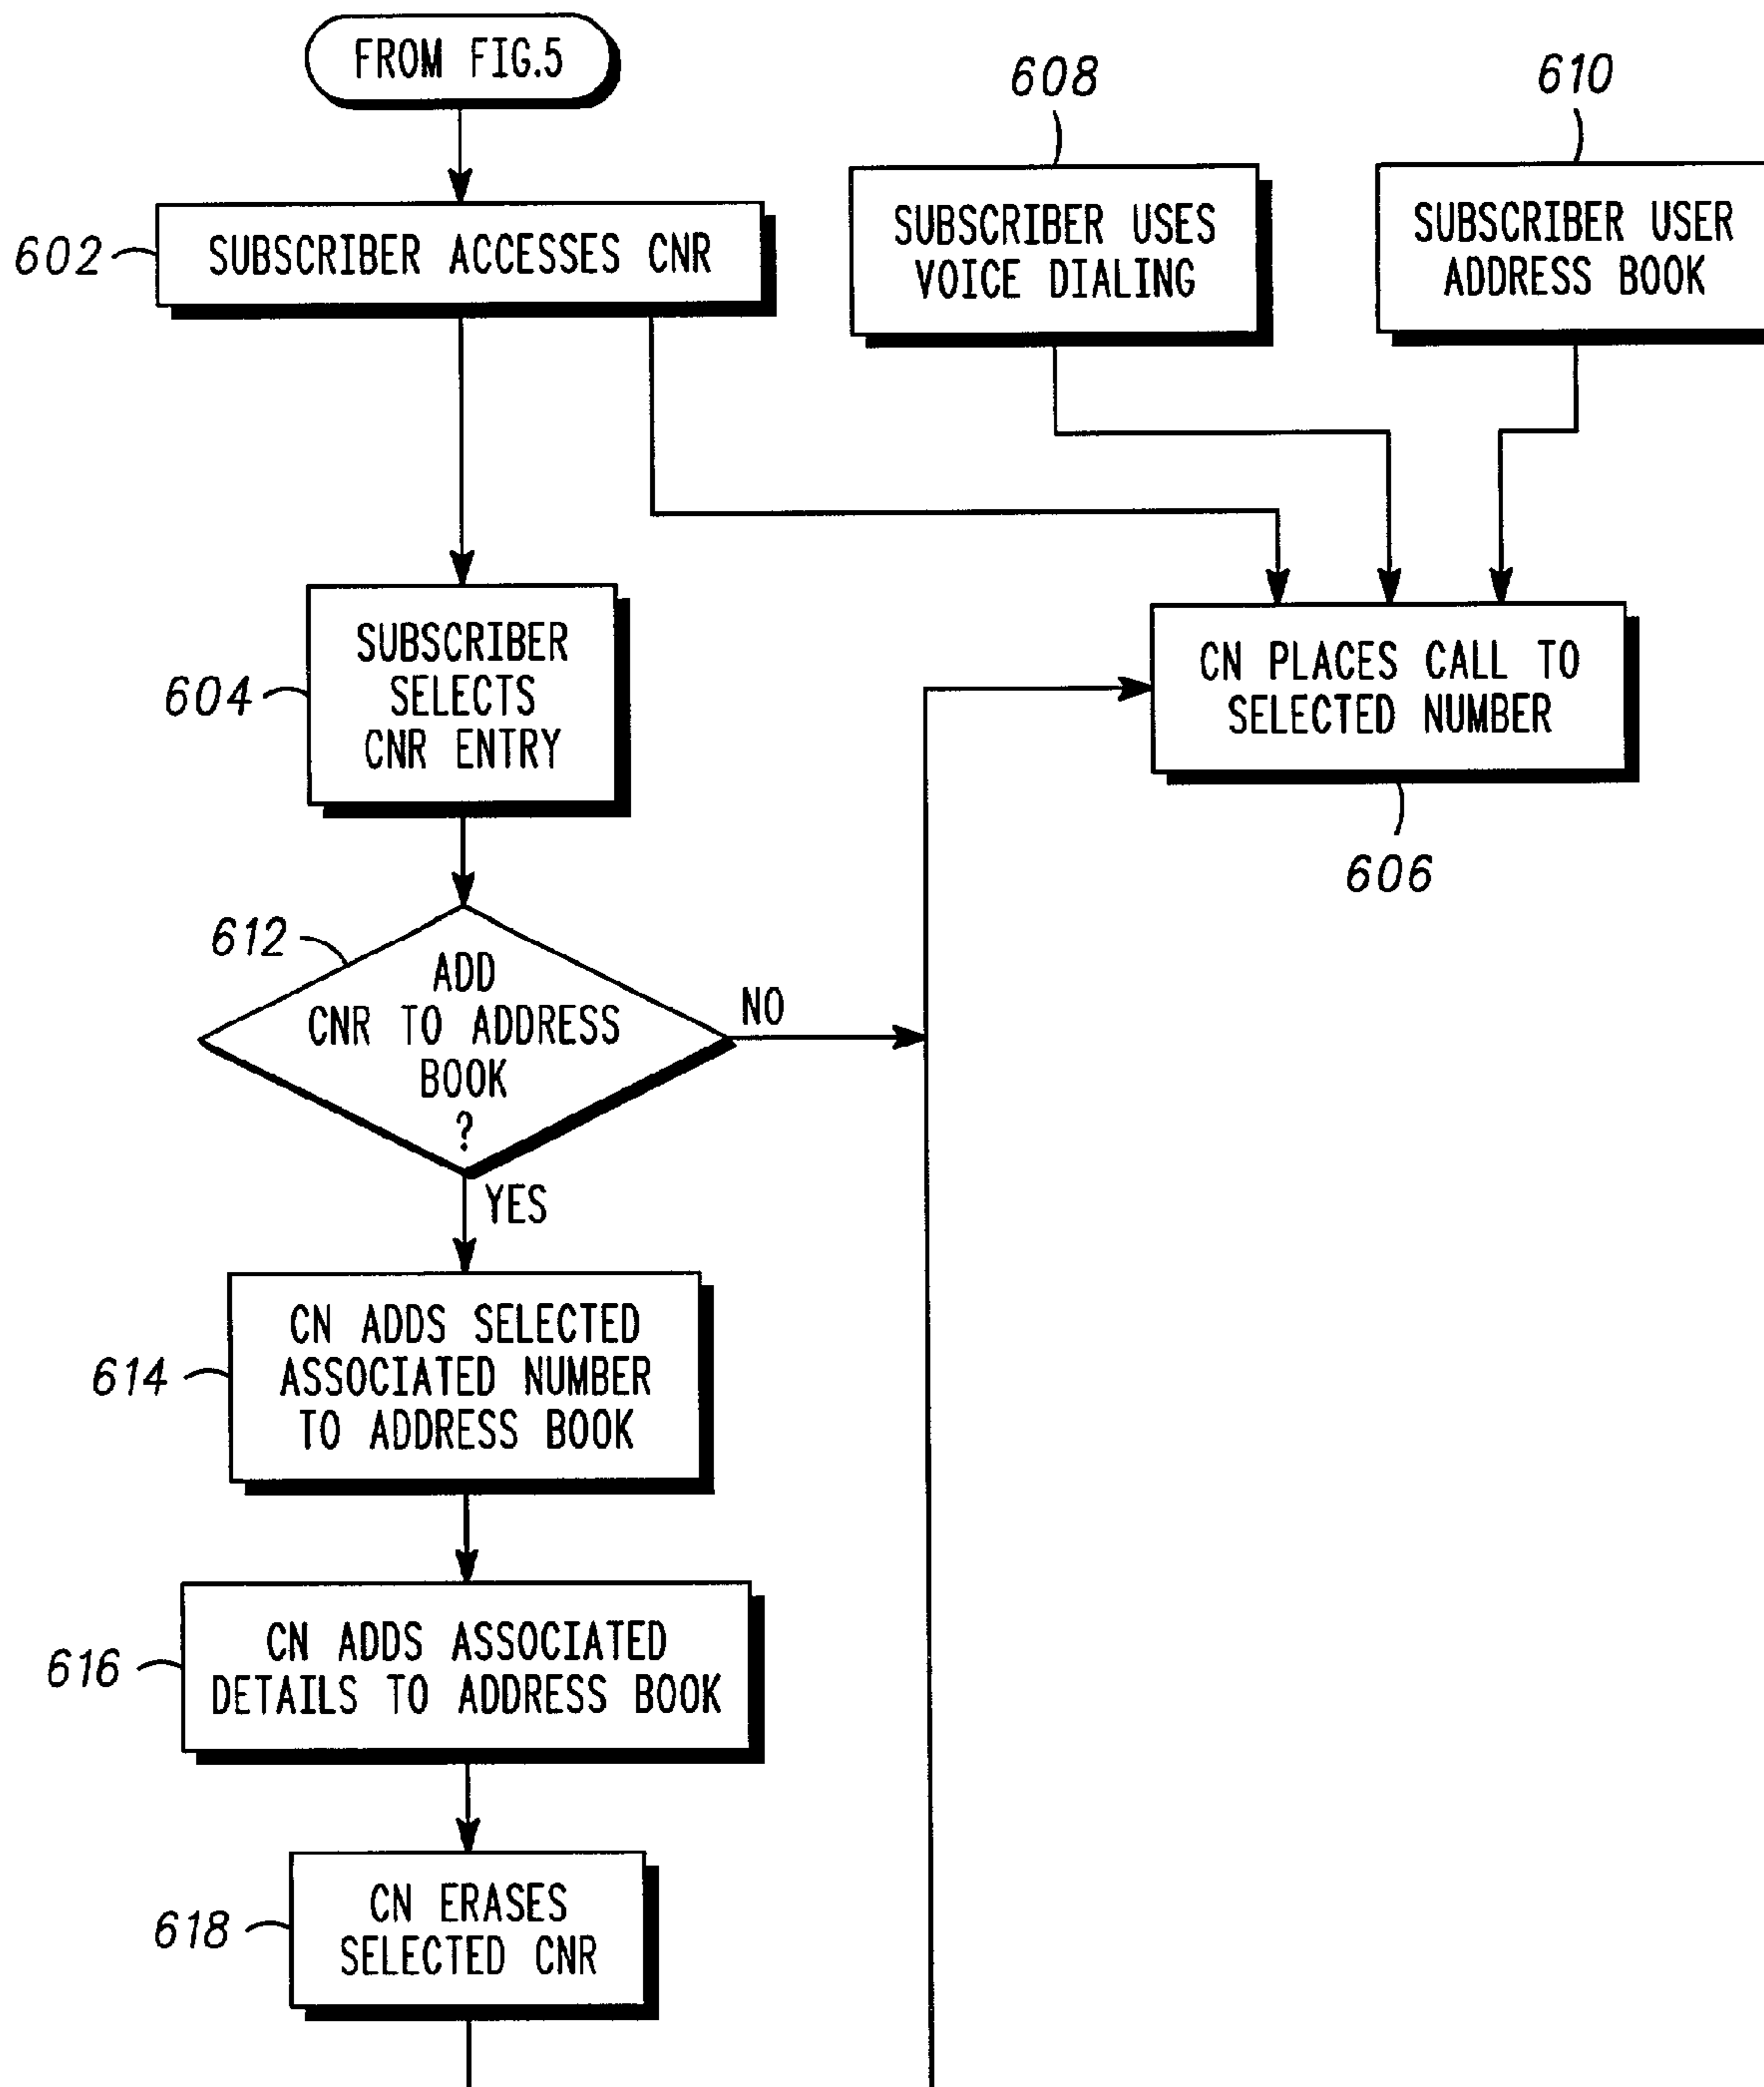 FROM FIG.5
608
610
602
SUBSCRIBER ACCESSES CNR
SUBSCRIBER USES
VOICE DIALING
SUBSCRIBER USER
ADDRESS BOOK
604
SUBSCRIBER
SELECTS
CNR ENTRY
CN PLACES CALL TO
SELECTED NUMBER
606
612
ADD
CNR TO ADDRESS
BOOK
?
NO
YES
614
CN ADDS SELECTED
ASSOCIATED NUMBER
TO ADDRESS BOOK
616
CN ADDS ASSOCIATED
DETAILS TO ADDRESS BOOK
618
CN ERASES
SELECTED CNR